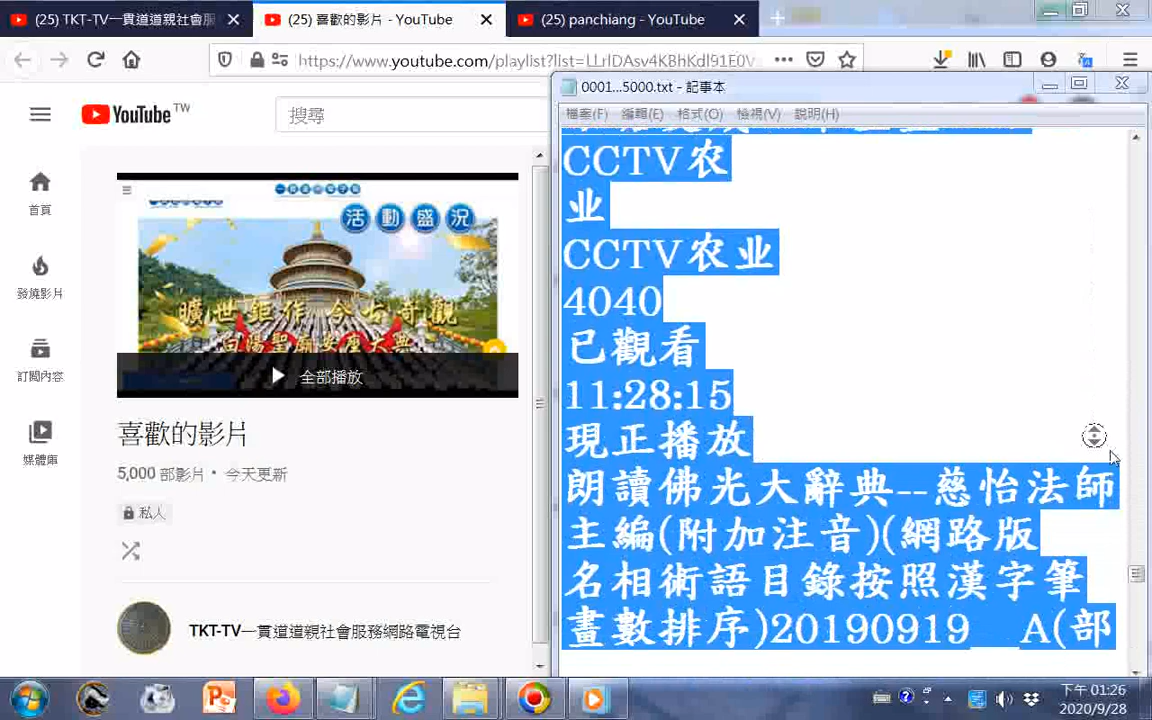 (25) TKT-TV一貫道道親社會服
(25) 喜歡的影片 - YouTube
(25) panchiang - YouTube
https://www.youtube.com/playlist?list=LLrlDAsv4KBhKdl91E0V
YouTube TW
搜尋
首頁
發燒影片
訂閱內容
媒體庫
活動盛況
曠世鉅作 今古奇觀
全部播放
喜歡的影片
5,000 部影片 · 今天更新
私人
TKT-TV一貫道道親社會服務網路電視台
0001...5000.txt - 記事本
檔案(F) 編輯(E) 格式(O) 檢視(V) 說明(H)
CCTV农
业
CCTV农业
4040
已觀看
11:28:15
現正播放
朗讀佛光大辭典--慈怡法師
主編(附加注音)(網路版
名相術語目錄按照漢字筆
畫數排序)20190919__A(部
下午 01:26
2020/9/28